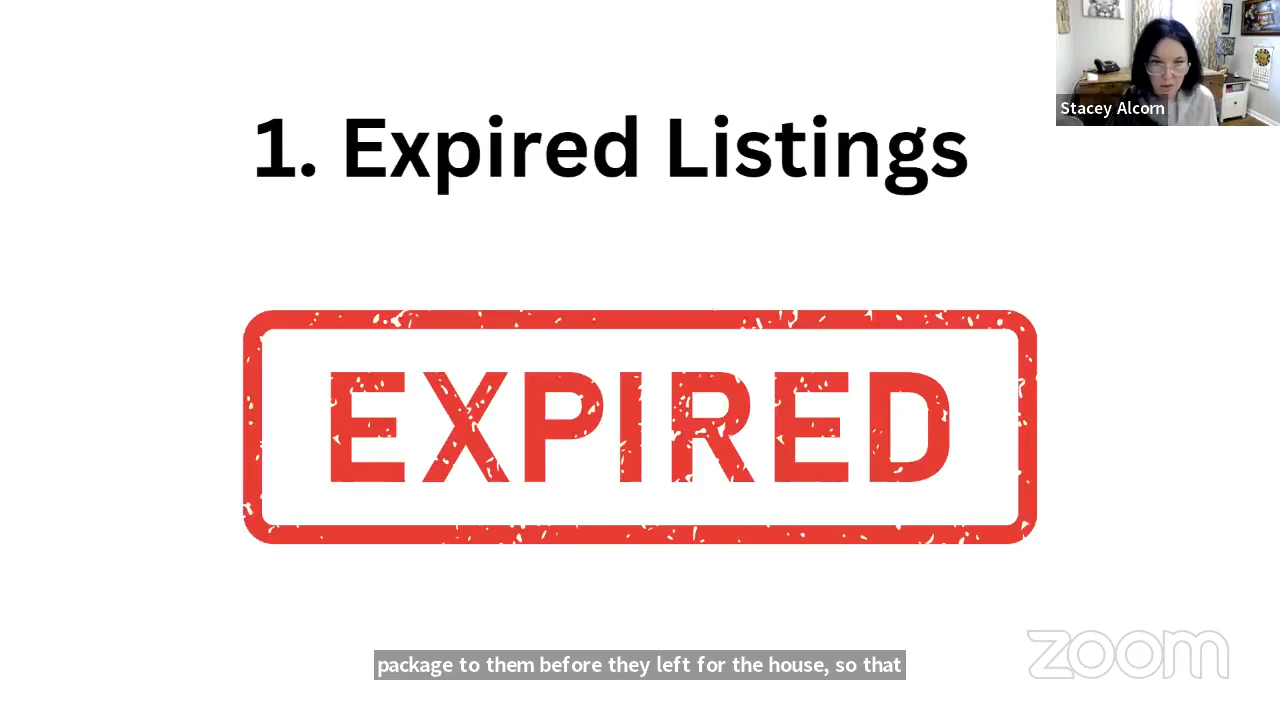 Stacey Alcorn
1. Expired Listings
EXPIRED
package to them before they left for the house, so that
zoom